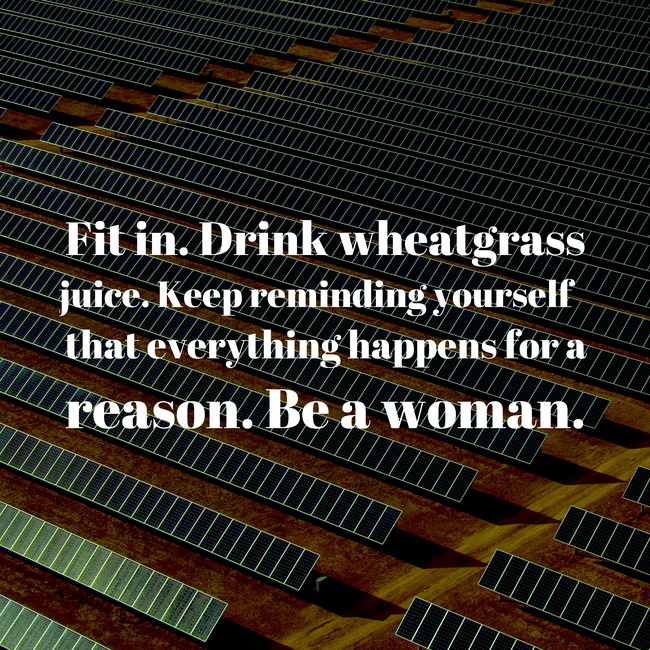 Fit in. Drink wheatgrass
juice. Keep reminding yourself
that everything happens for a
reason. Be a woman.